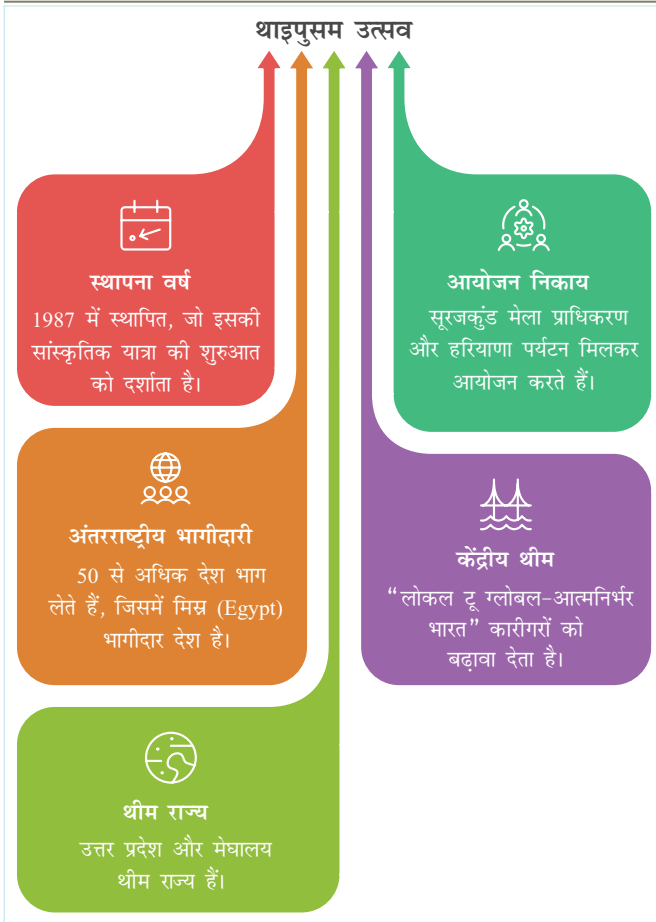 थाइपुसम उत्सव
स्थापना वर्ष
1987 में स्थापित, जो इसकी
सांस्कृतिक यात्रा की शुरुआत
को दर्शाता है।
आयोजन निकाय
सूरजकुंड मेला प्राधिकरण
और हरियाणा पर्यटन मिलकर
आयोजन करते हैं।
अंतरराष्ट्रीय भागीदारी
50 से अधिक देश भाग
लेते हैं, जिसमें मिस्र (Egypt)
भागीदार देश है।
केंद्रीय थीम
“लोकल टू ग्लोबल-आत्मनिर्भर
भारत” कारीगरों को
बढ़ावा देता है।
थीम राज्य
उत्तर प्रदेश और मेघालय
थीम राज्य हैं।